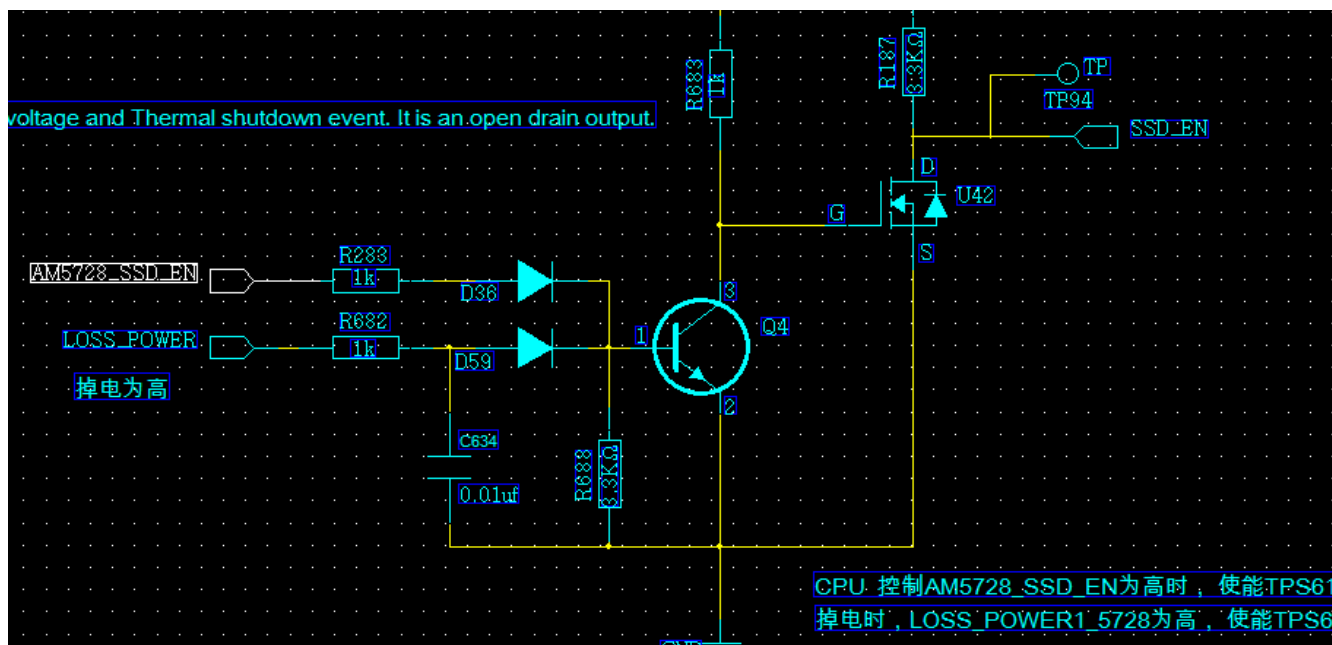 R683
1k
R187
3.3KΩ
TP
TP94
SSD_EN
voltage and Thermal shutdown event. It is an open drain output.
D
U42
G
S
AM5728_SSD_EN
R283
1k
D36
3
LOSS_POWER
R682
1k
D59
1
Q4
掉电为高
2
C634
0.01uf
R688
3.3KΩ
CPU 控制AM5728_SSD_EN为高时，使能TPS61
掉电时，LOSS_POWER1_5728为高，使能TPS6